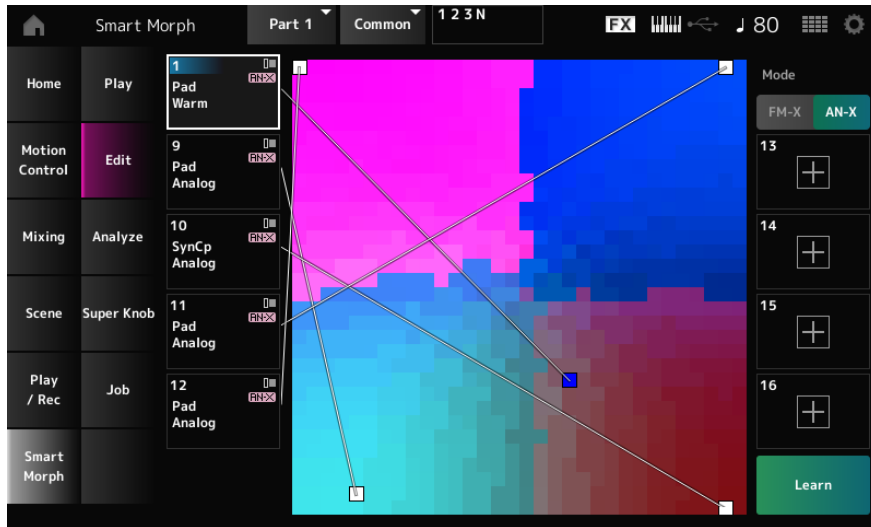 Smart Morph
Part 1
Common
1 2 3 N
FX
80
Home
Play
Motion
Control
Edit
Mixing
Analyze
Scene
Super Knob
Play
/ Rec
Job
Smart
Morph
1
AN-X
Pad
Warm
9
AN-X
Pad
Analog
10
AN-X
SynCp
Analog
11
AN-X
Pad
Analog
12
AN-X
Pad
Analog
Mode
FM-X
AN-X
13
14
15
16
Learn